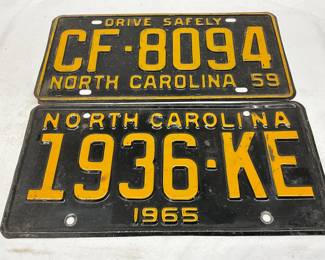 DRIVE SAFELY
CF-8094
NORTH CAROLINA 59
NORTH CAROLINA
1936-KE
1965